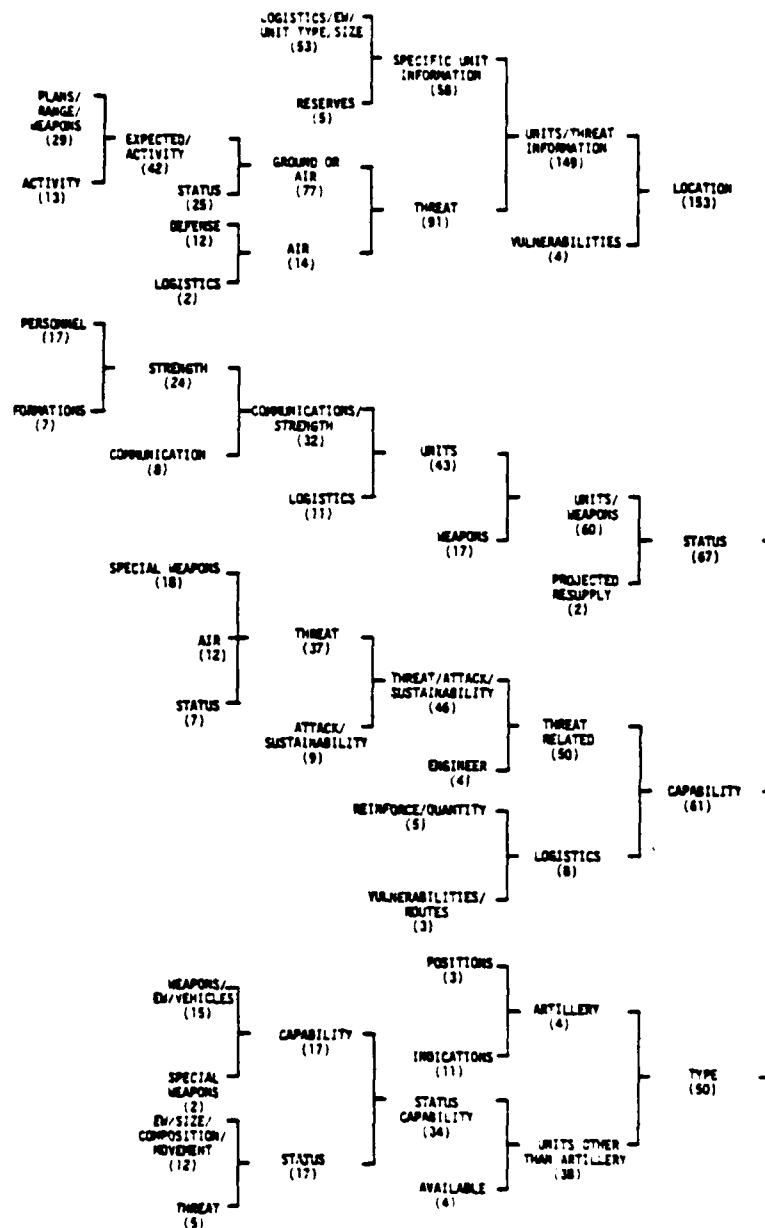 LOGISTICS/EW/
UNIT TYPE,SIZE
(53)
SPECIFIC UNIT
INFORMATION
(58)
RESERVES
(5)
PLANS/
RANGE/
WEAPONS
(29)
EXPECTED/
ACTIVITY
(42)
UNITS/THREAT
INFORMATION
(149)
ACTIVITY
(13)
GROUND OR
AIR
(77)
STATUS
(25)
LOCATION
(153)
THREAT
(91)
DEFENSE
(12)
AIR
(14)
VULNERABILITIES
(4)
LOGISTICS
(2)
PERSONNEL
(17)
STRENGTH
(24)
FORMATIONS
(7)
COMMUNICATIONS/
STRENGTH
(32)
COMMUNICATION
(8)
UNITS
(43)
LOGISTICS
(11)
UNITS/
WEAPONS
(60)
WEAPONS
(17)
STATUS
(67)
PROJECTED
RESUPPLY
(2)
SPECIAL WEAPONS
(18)
AIR
(12)
THREAT
(37)
STATUS
(7)
THREAT/ATTACK/
SUSTAINABILITY
(46)
ATTACK/
SUSTAINABILITY
(9)
THREAT
RELATED
(50)
ENGINEER
(4)
CAPABILITY
(61)
REINFORCE/QUANTITY
(5)
LOGISTICS
(8)
VULNERABILITIES/
ROUTES
(3)
POSITIONS
(3)
WEAPONS/
EW/VEHICLES
(15)
ARTILLERY
(4)
CAPABILITY
(17)
INDICATIONS
(11)
SPECIAL
WEAPONS
(2)
TYPE
(50)
STATUS
CAPABILITY
(34)
EW/SIZE/
COMPOSITION/
MOVEMENT
(12)
UNITS OTHER
THAN ARTILLERY
(38)
STATUS
(17)
AVAILABLE
(4)
THREAT
(5)